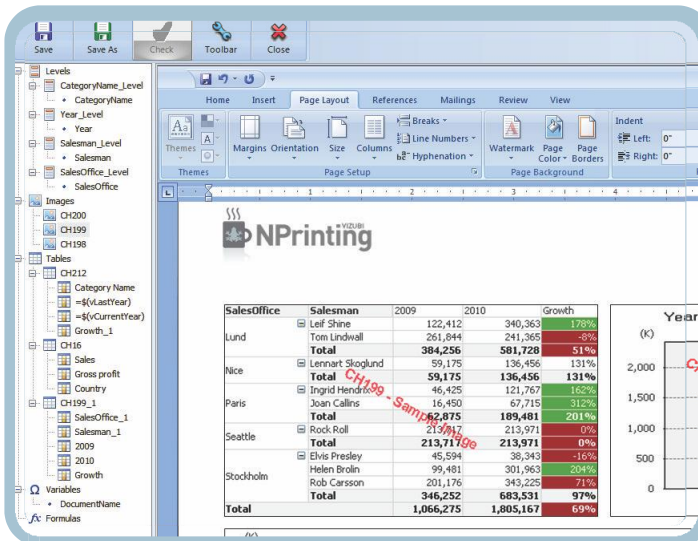 Save Save As Check Toolbar Close
Levels
CategoryName_Level
CategoryName
Year_Level
Year
Salesman_Level
Salesman
SalesOffice_Level
SalesOffice
Images
CH200
CH199
CH198
Tables
CH212
Category Name
=$(vLastYear)
=$(vCurrentYear)
Growth_1
CH16
Sales
Gross profit
Country
CH199_1
SalesOffice_1
Salesman_1
2009
2010
Growth
Variables
DocumentName
fx Formulas
Home Insert Page Layout References Mailings Review View
Aa
Themes
A
Margins Orientation Size Columns
Breaks
Line Numbers
Hyphenation
Watermark Page Color Page Borders
Indent
Left: 0"
Right: 0"
Themes Page Setup Page Background
1 2 3 4
VIZUBI
NPrinting
SalesOffice Salesman 2009 2010 Growth
Lund Leif Shine 122,412 340,363 178%
Tom Lindwall 261,844 241,365 -8%
Total 384,256 581,728 51%
Nice Lennart Skoglund 59,175 136,456 131%
Total 59,175 136,456 131%
Paris Ingrid Hendrix 46,425 121,767 162%
Joan Callins 16,450 67,715 312%
Total 62,875 189,481 201%
Seattle Rock Roll 213,717 213,971 0%
Total 213,717 213,971 0%
Stockholm Elvis Presley 45,594 38,343 -16%
Helen Brolin 99,481 301,963 204%
Rob Carsson 201,176 343,225 71%
Total 346,252 683,531 97%
Total 1,066,275 1,805,167 69%
CH199 - Sample Image
Year
(K)
2,000
1,500
1,000
500
0
(K)